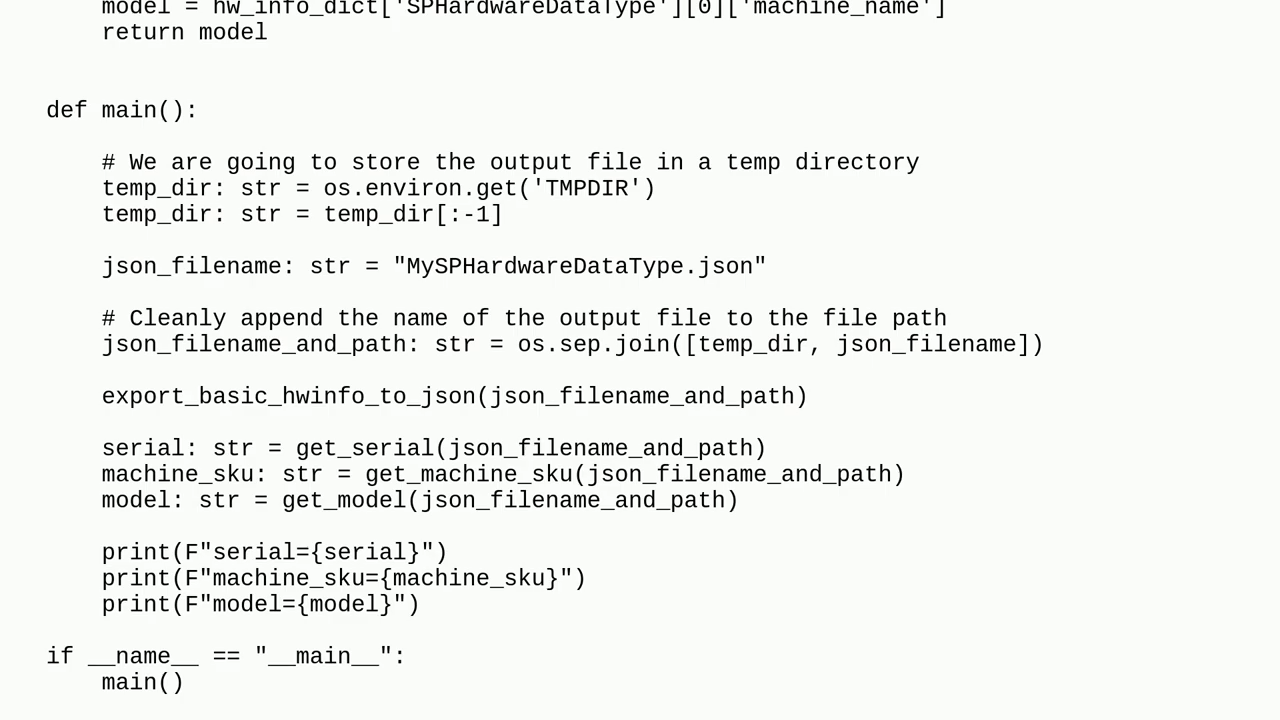 model = hw_info_dict['SPHardwareDataType'][0]['machine_name']
return model
def main():
# We are going to store the output file in a temp directory
temp_dir: str = os.environ.get('TMPDIR')
temp_dir: str = temp_dir[:-1]
json_filename: str = "MySPHardwareDataType.json"
# Cleanly append the name of the output file to the file path
json_filename_and_path: str = os.sep.join([temp_dir, json_filename])
export_basic_hwinfo_to_json(json_filename_and_path)
serial: str = get_serial(json_filename_and_path)
machine_sku: str = get_machine_sku(json_filename_and_path)
model: str = get_model(json_filename_and_path)
print(F"serial={serial}")
print(F"machine_sku={machine_sku}")
print(F"model={model}")
if __name__ == "__main__":
main()